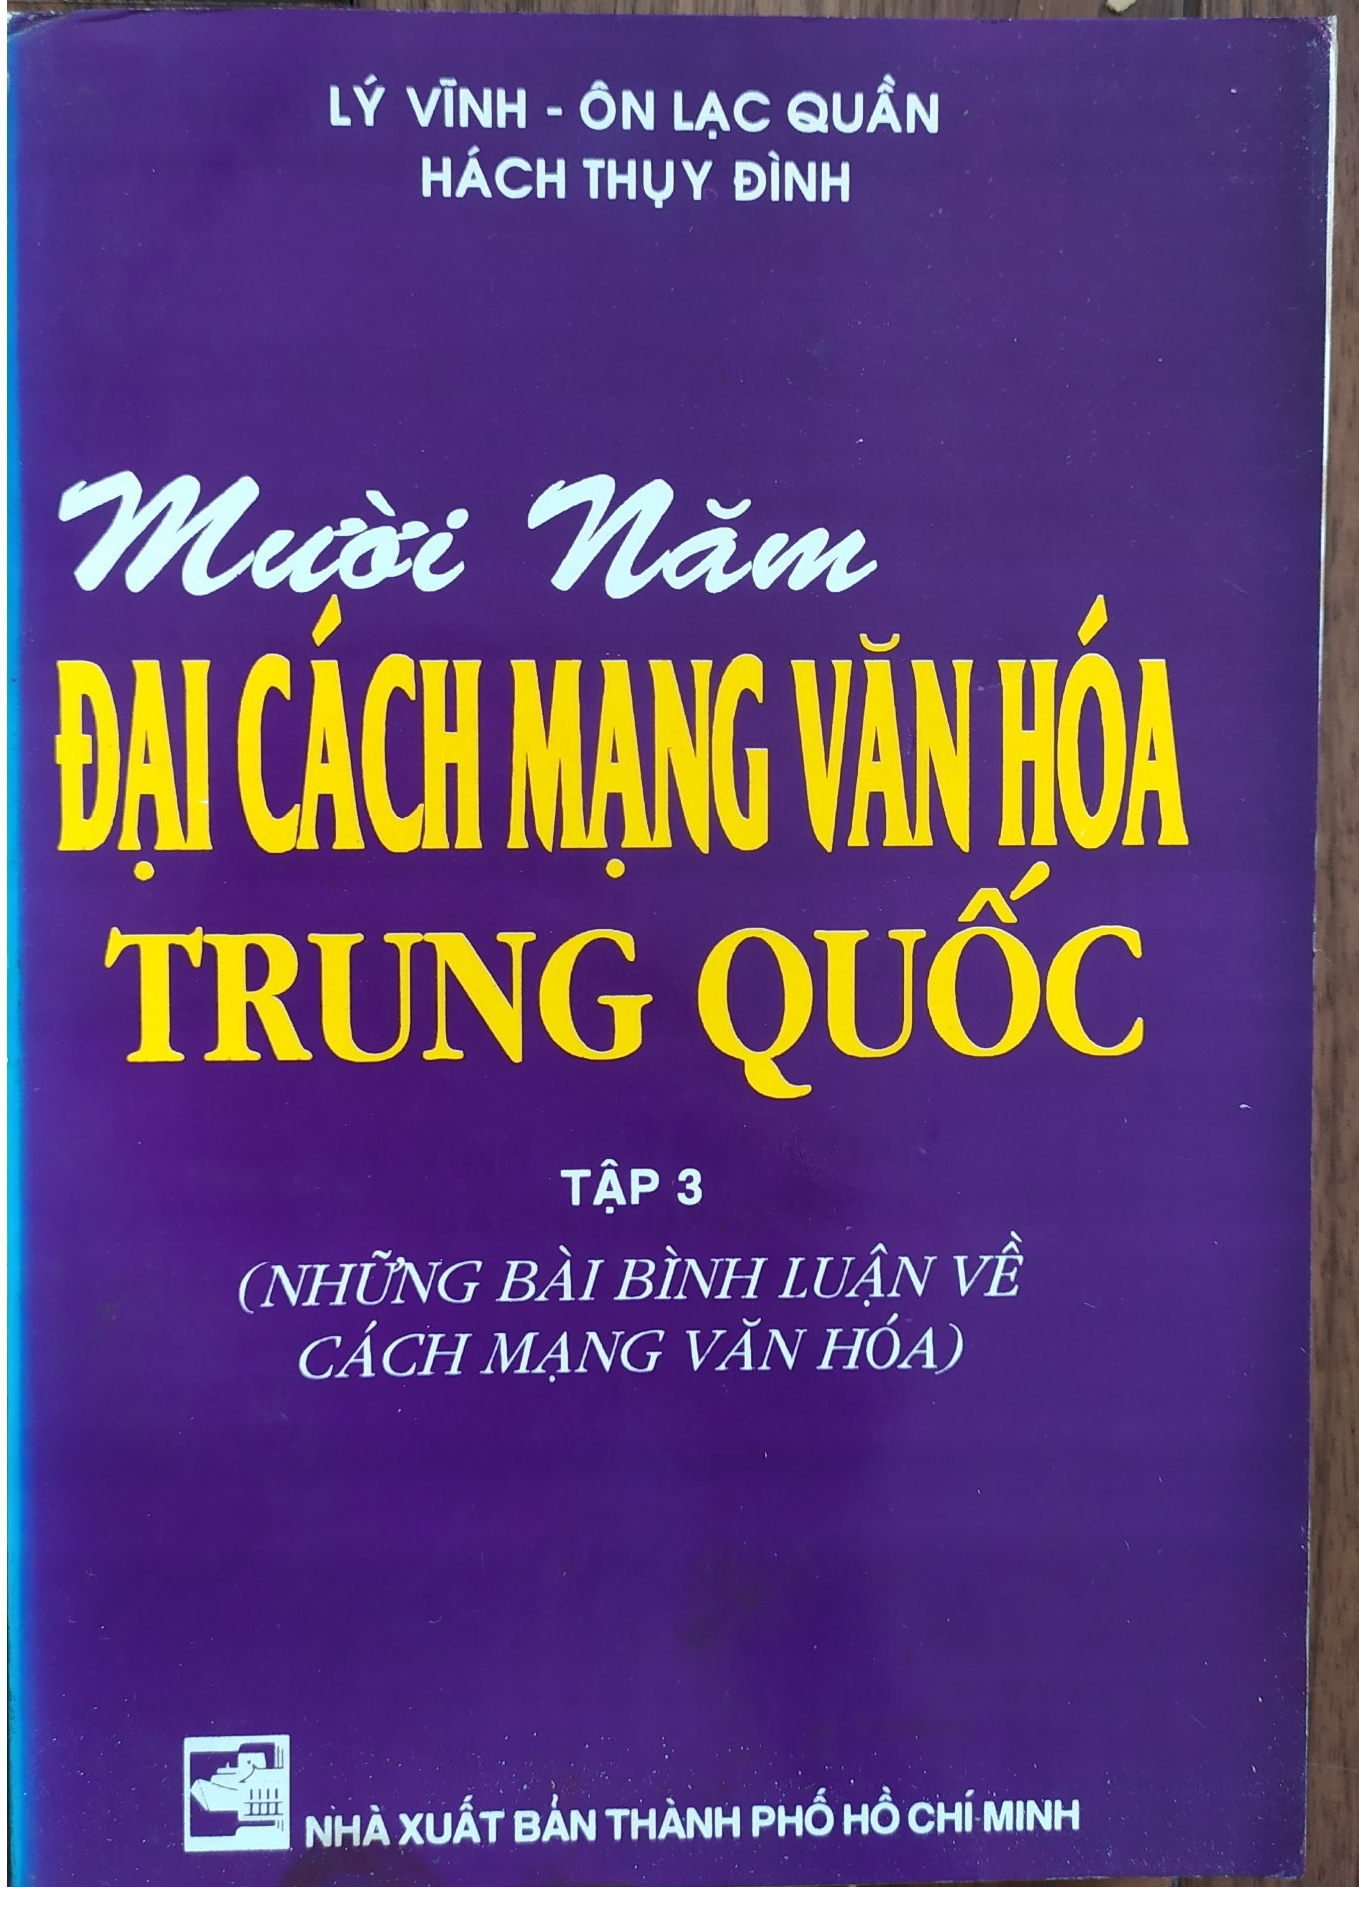 LÝ VĨNH - ÔN LẠC QUẦN
HÁCH THỤY ĐÌNH
Mười Năm
ĐẠI CÁCH MẠNG VĂN HÓA
TRUNG QUỐC
TẬP 3
(NHỮNG BÀI BÌNH LUẬN VỀ
CÁCH MẠNG VĂN HÓA)
NHÀ XUẤT BẢN THÀNH PHỐ HỒ CHÍ MINH